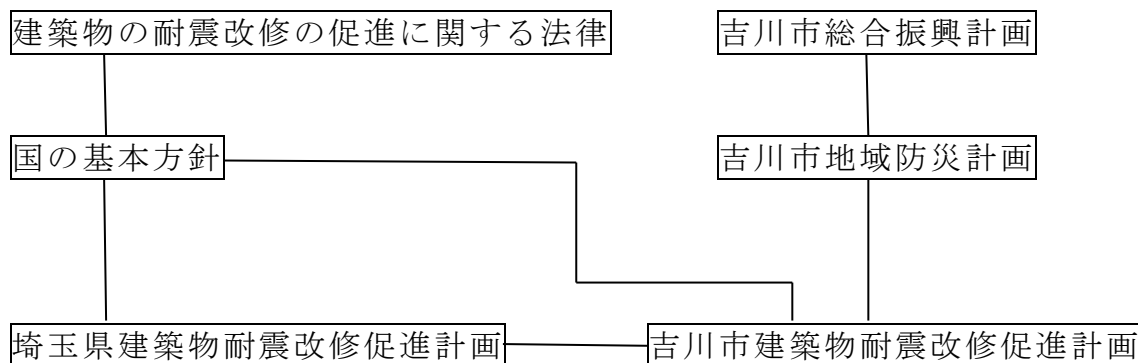 建築物の耐震改修の促進に関する法律
吉川市総合振興計画
国の基本方針
吉川市地域防災計画
埼玉県建築物耐震改修促進計画
吉川市建築物耐震改修促進計画